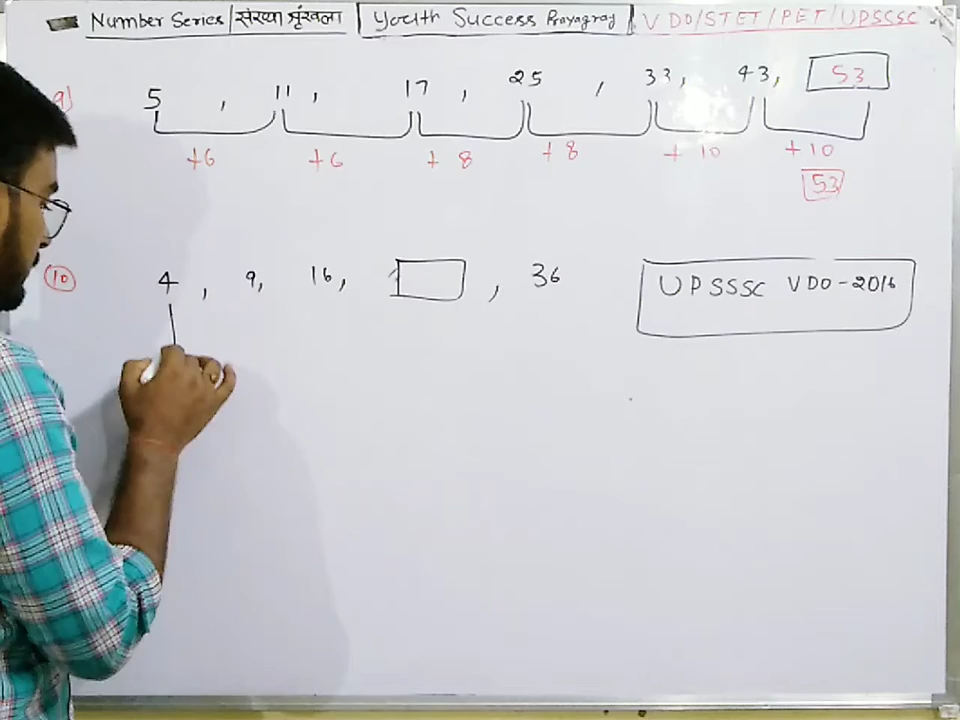 Number Series | संख्या श्रृंखला Youth Success Prayagraj VDO/STET/PET/UPSSSC
9) 5 , 11 , 17 , 25 , 33, 43, 53
+6 +6 +8 +8 +10 +10
53
10 4 , 9, 16, , 36 UPSSSC VDO-2016